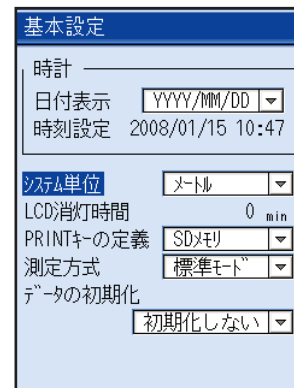 基本設定
時計
日付表示 YYYY/MM/DD
時刻設定 2008/01/15 10:47
ｼｽﾃﾑ単位 ﾒｰﾄﾙ
LCD消灯時間 0 min
PRINTｷｰの定義 SDﾒﾓﾘ
測定方式 標準ﾓｰﾄﾞ
ﾃﾞｰﾀの初期化
初期化しない